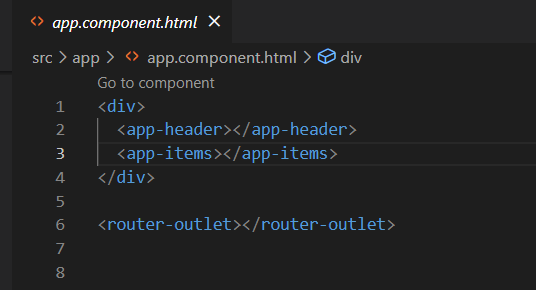 <> app.component.html ×
src > app > <> app.component.html > div
Go to component
1 <div>
2 <app-header></app-header>
3 <app-items></app-items>
4 </div>
5
6 <router-outlet></router-outlet>
7
8